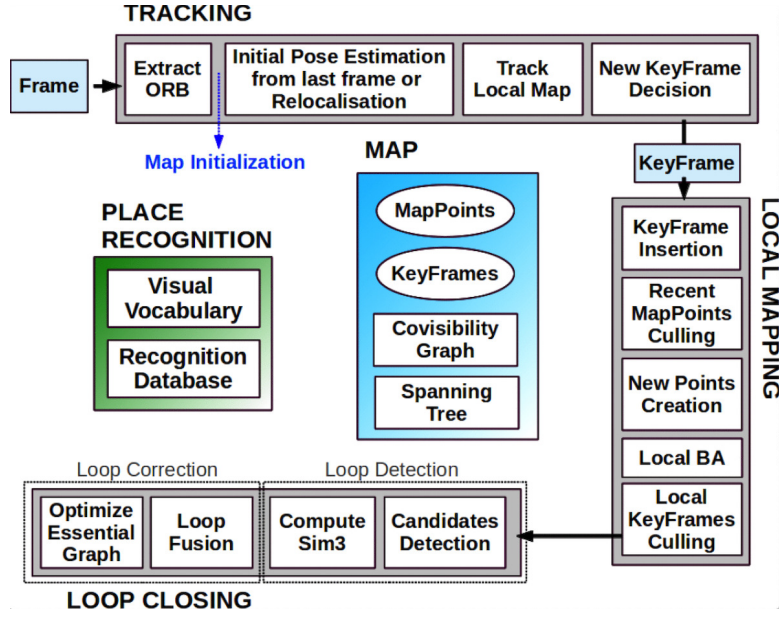 TRACKING
Frame
Extract
ORB
Initial Pose Estimation
from last frame or
Relocalisation
Track
Local Map
New KeyFrame
Decision
Map Initialization
KeyFrame
MAP
MapPoints
KeyFrames
Covisibility
Graph
Spanning
Tree
PLACE
RECOGNITION
Visual
Vocabulary
Recognition
Database
LOCAL MAPPING
KeyFrame
Insertion
Recent
MapPoints
Culling
New Points
Creation
Local BA
Local
KeyFrames
Culling
Loop Correction
Loop Detection
Optimize
Essential
Graph
Loop
Fusion
Compute
Sim3
Candidates
Detection
LOOP CLOSING